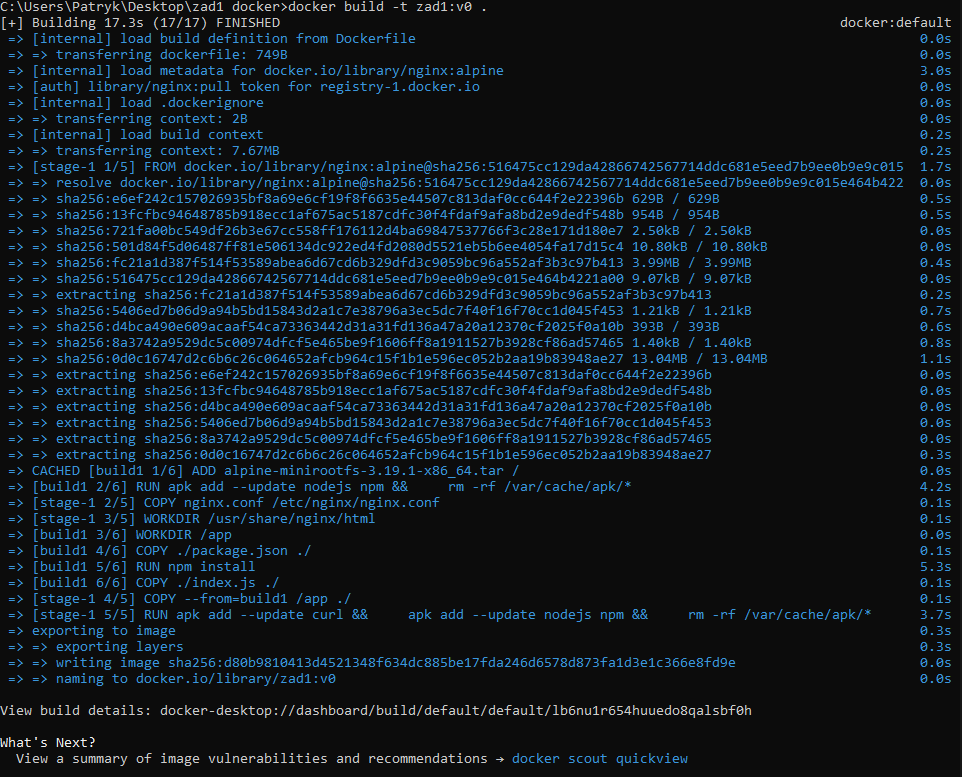 C:\Users\Patryk\Desktop\zad1 docker>docker build -t zad1:v0 .
[+] Building 17.3s (17/17) FINISHED docker:default
=> [internal] load build definition from Dockerfile 0.0s
=> => transferring dockerfile: 749B 0.0s
=> [internal] load metadata for docker.io/library/nginx:alpine 3.0s
=> [auth] library/nginx:pull token for registry-1.docker.io 0.0s
=> [internal] load .dockerignore 0.0s
=> => transferring context: 2B 0.0s
=> [internal] load build context 0.2s
=> => transferring context: 7.67MB 0.2s
=> [stage-1 1/5] FROM docker.io/library/nginx:alpine@sha256:516475cc129da42866742567714ddc681e5eed7b9ee0b9e9c015 1.7s
=> => resolve docker.io/library/nginx:alpine@sha256:516475cc129da42866742567714ddc681e5eed7b9ee0b9e9c015e464b422 0.0s
=> => sha256:e6ef242c157026935bf8a69e6cf19f8f6635e44507c813daf0cc644f2e22396b 629B / 629B 0.5s
=> => sha256:13fcfbc94648785b918ecc1af675ac5187cdfc30f4fdaf9afa8bd2e9dedf548b 954B / 954B 0.5s
=> => sha256:721fa00bc549df26b3e67cc558ff176112d4ba69847537766f3c28e171d180e7 2.50kB / 2.50kB 0.0s
=> => sha256:501d84f5d06487ff81e506134dc922ed4fd2080d5521eb5b6ee4054fa17d15c4 10.80kB / 10.80kB 0.0s
=> => sha256:fc21a1d387f514f53589abea6d67cd6b329dfd3c9059bc96a552af3b3c97b413 3.99MB / 3.99MB 0.4s
=> => sha256:516475cc129da42866742567714ddc681e5eed7b9ee0b9e9c015e464b4221a00 9.07kB / 9.07kB 0.0s
=> => extracting sha256:fc21a1d387f514f53589abea6d67cd6b329dfd3c9059bc96a552af3b3c97b413 0.2s
=> => sha256:5406ed7b06d9a94b5bd15843d2a1c7e38796a3ec5dc7f40f16f70cc1d045f453 1.21kB / 1.21kB 0.7s
=> => sha256:d4bca490e609acaaf54ca73363442d31a31fd136a47a20a12370cf2025f0a10b 393B / 393B 0.6s
=> => sha256:8a3742a9529dc5c00974dfcf5e465be9f1606ff8a1911527b3928cf86ad57465 1.40kB / 1.40kB 0.8s
=> => sha256:0d0c16747d2c6b6c26c064652afcb964c15f1b1e596ec052b2aa19b83948ae27 13.04MB / 13.04MB 1.1s
=> => extracting sha256:e6ef242c157026935bf8a69e6cf19f8f6635e44507c813daf0cc644f2e22396b 0.0s
=> => extracting sha256:13fcfbc94648785b918ecc1af675ac5187cdfc30f4fdaf9afa8bd2e9dedf548b 0.0s
=> => extracting sha256:d4bca490e609acaaf54ca73363442d31a31fd136a47a20a12370cf2025f0a10b 0.0s
=> => extracting sha256:5406ed7b06d9a94b5bd15843d2a1c7e38796a3ec5dc7f40f16f70cc1d045f453 0.0s
=> => extracting sha256:8a3742a9529dc5c00974dfcf5e465be9f1606ff8a1911527b3928cf86ad57465 0.0s
=> => extracting sha256:0d0c16747d2c6b6c26c064652afcb964c15f1b1e596ec052b2aa19b83948ae27 0.3s
=> CACHED [build1 1/6] ADD alpine-minirootfs-3.19.1-x86_64.tar / 0.0s
=> [build1 2/6] RUN apk add --update nodejs npm &&     rm -rf /var/cache/apk/* 4.2s
=> [stage-1 2/5] COPY nginx.conf /etc/nginx/nginx.conf 0.1s
=> [stage-1 3/5] WORKDIR /usr/share/nginx/html 0.1s
=> [build1 3/6] WORKDIR /app 0.0s
=> [build1 4/6] COPY ./package.json ./ 0.1s
=> [build1 5/6] RUN npm install 5.3s
=> [build1 6/6] COPY ./index.js ./ 0.1s
=> [stage-1 4/5] COPY --from=build1 /app ./ 0.1s
=> [stage-1 5/5] RUN apk add --update curl &&     apk add --update nodejs npm &&     rm -rf /var/cache/apk/* 3.7s
=> exporting to image 0.3s
=> => exporting layers 0.3s
=> => writing image sha256:d80b9810413d4521348f634dc885be17fda246d6578d873fa1d3e1c366e8fd9e 0.0s
=> => naming to docker.io/library/zad1:v0 0.0s
View build details: docker-desktop://dashboard/build/default/default/lb6nu1r654huuedo8qalsbf0h
What's Next?
View a summary of image vulnerabilities and recommendations → docker scout quickview